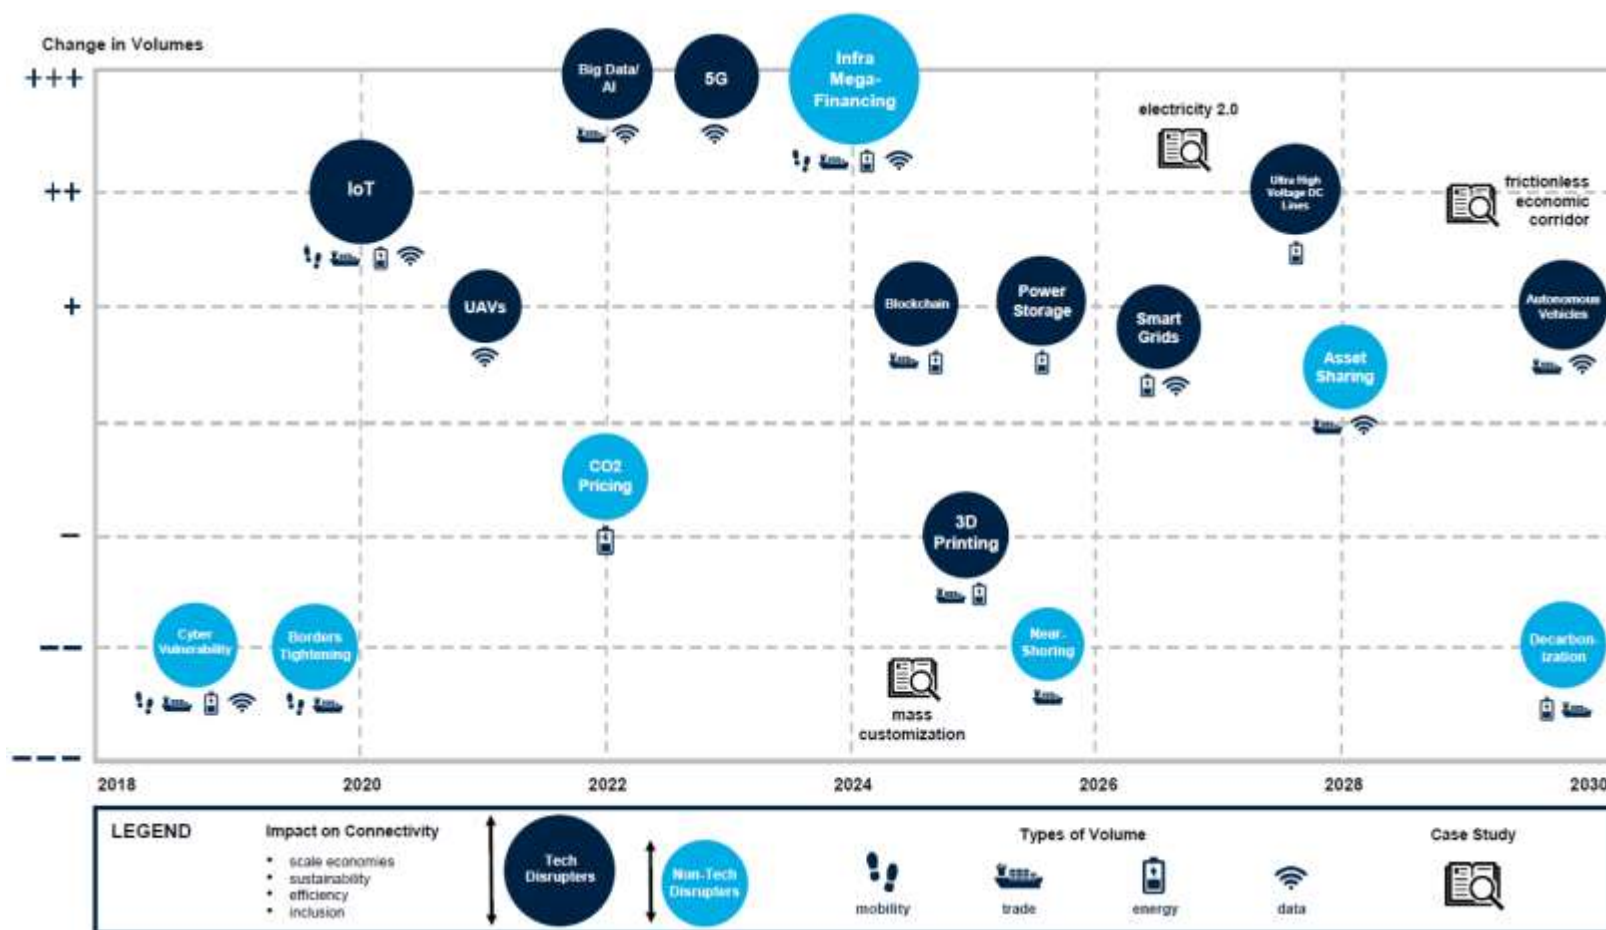 Change in Volumes
+++
++
+
–
– –
– – –
Big Data/
AI
5G
Infra
Mega-
Financing
electricity 2.0
IoT
Ultra High
Voltage DC
Lines
frictionless
economic
corridor
UAVs
Blockchain
Power
Storage
Smart
Grids
Autonomous
Vehicles
Asset
Sharing
CO2
Pricing
3D
Printing
Cyber
Vulnerability
Borders
Tightening
Near-
Shoring
Decarbon-
ization
mass
customization
2018
2020
2022
2024
2026
2028
2030
LEGEND
Impact on Connectivity
• scale economies
• sustainability
• efficiency
• inclusion
Tech
Disrupters
Non-Tech
Disrupters
Types of Volume
mobility
trade
energy
data
Case Study